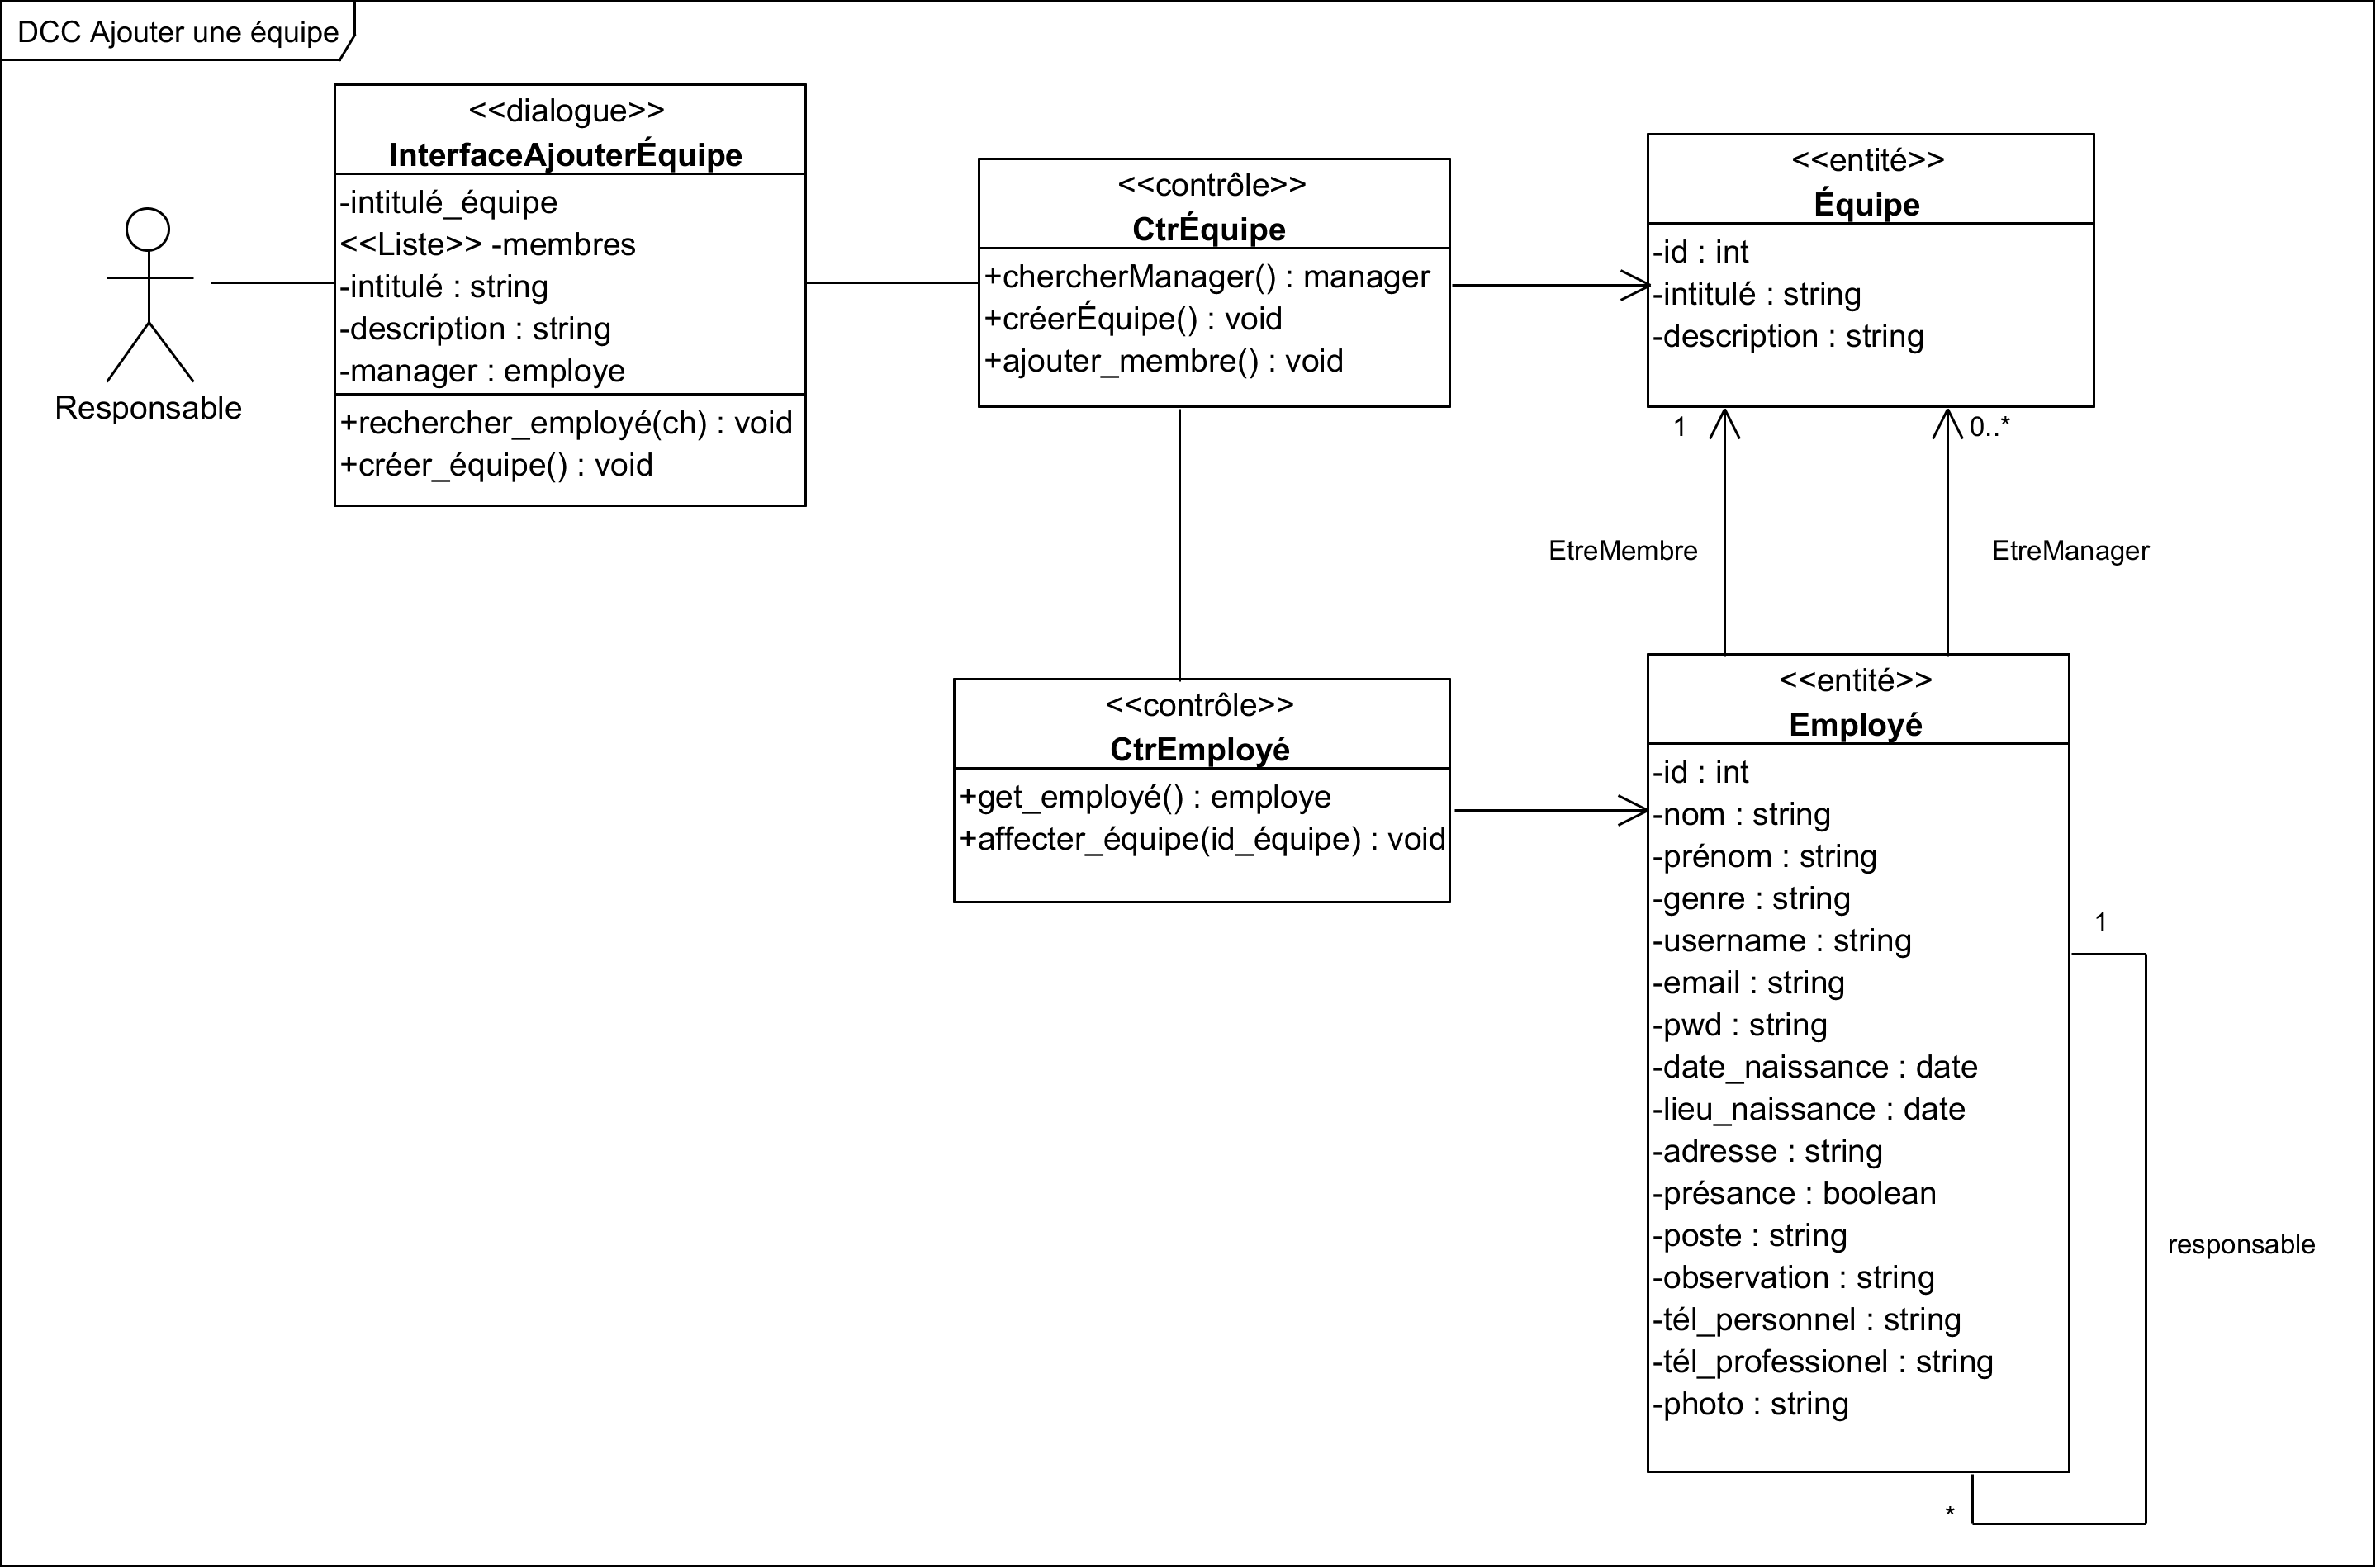 DCC Ajouter une équipe
Responsable
<<dialogue>>
InterfaceAjouterÉquipe
-intitulé_équipe
<<Liste>> -membres
-intitulé : string
-description : string
-manager : employe
+rechercher_employé(ch) : void
+créer_équipe() : void
<<contrôle>>
CtrÉquipe
+chercherManager() : manager
+créerÉquipe() : void
+ajouter_membre() : void
<<entité>>
Équipe
-id : int
-intitulé : string
-description : string
1
0..*
EtreMembre
EtreManager
<<contrôle>>
CtrEmployé
+get_employé() : employe
+affecter_équipe(id_équipe) : void
<<entité>>
Employé
-id : int
-nom : string
-prénom : string
-genre : string
-username : string
-email : string
-pwd : string
-date_naissance : date
-lieu_naissance : date
-adresse : string
-présance : boolean
-poste : string
-observation : string
-tél_personnel : string
-tél_professionel : string
-photo : string
1
responsable
*